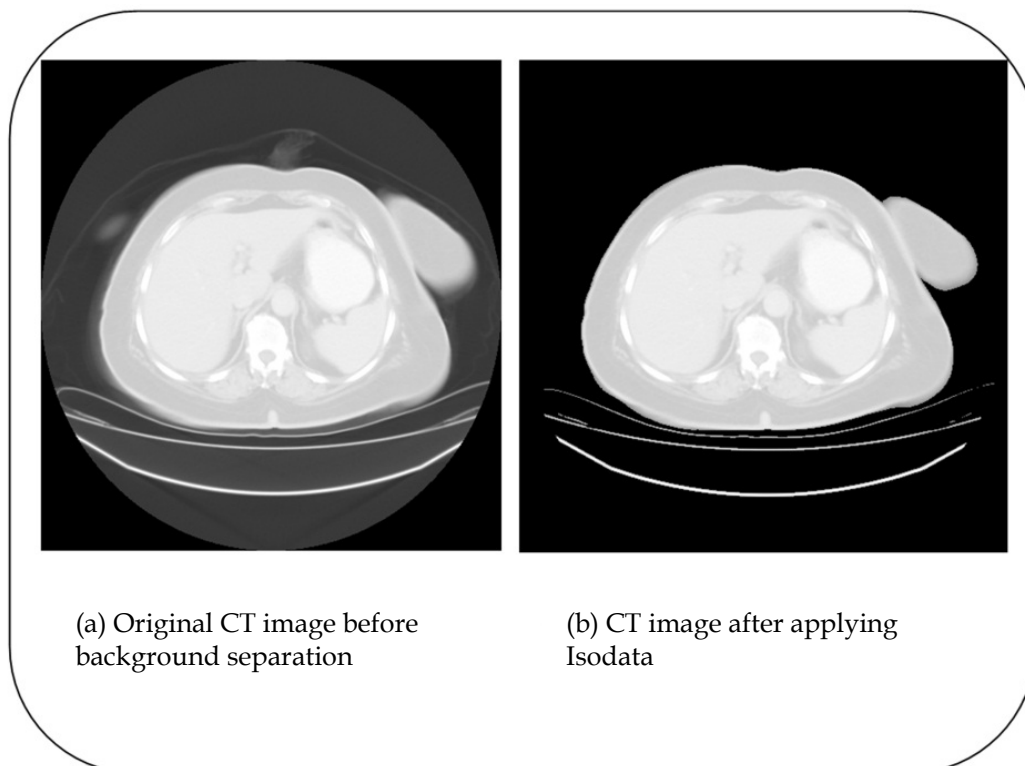 (a) Original CT image before
background separation
(b) CT image after applying
Isodata